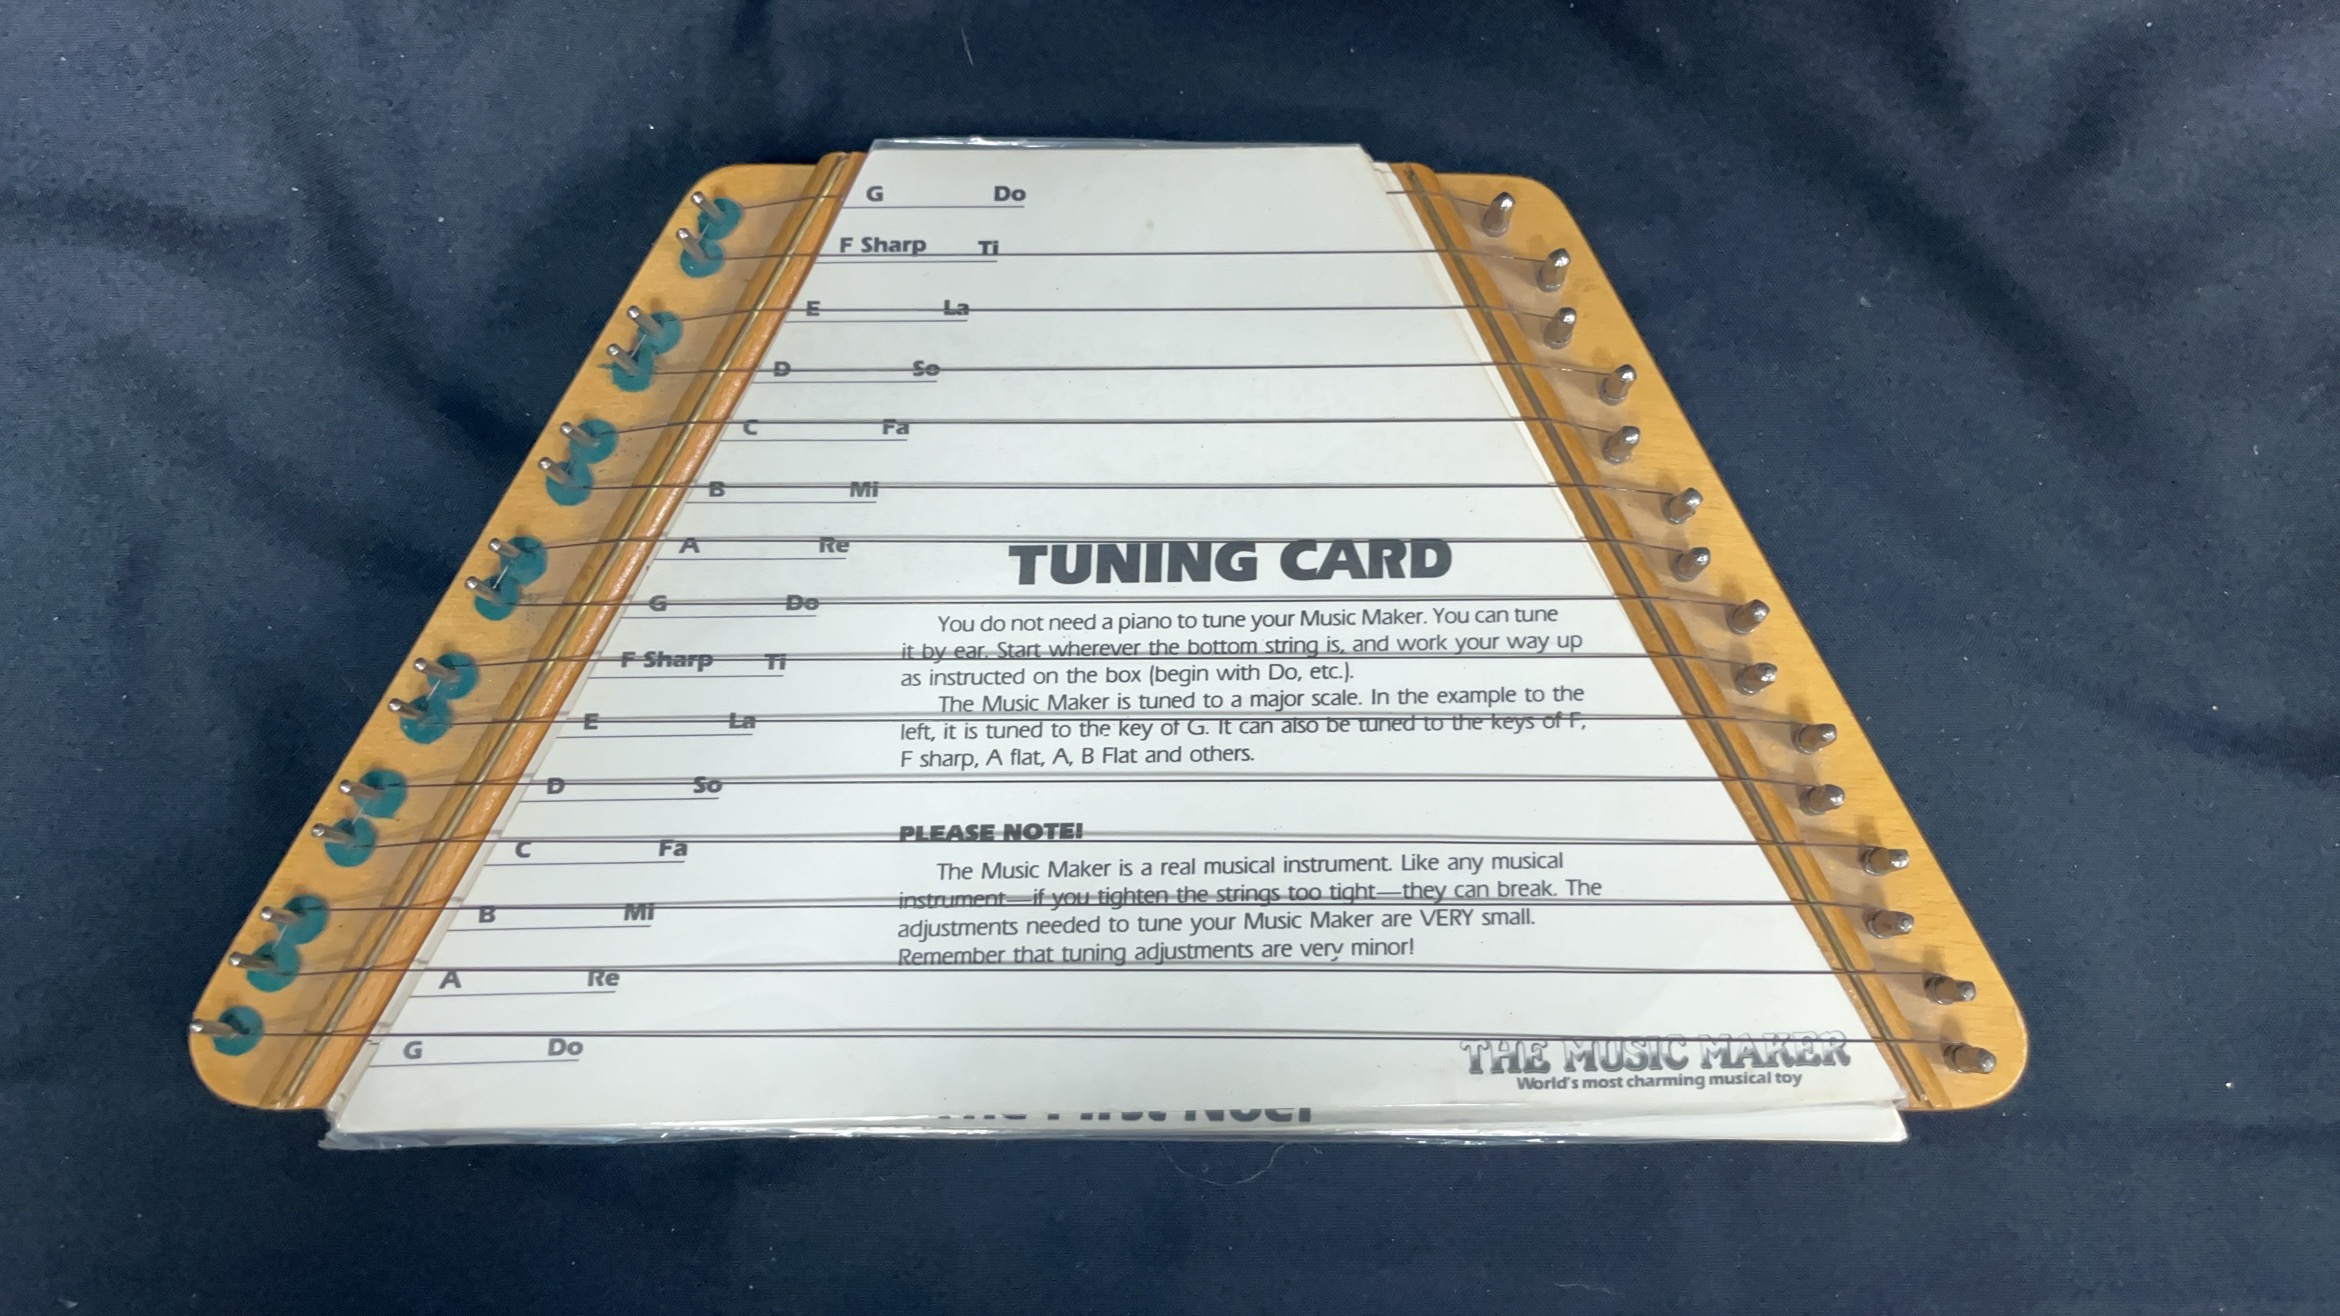 G Do
F Sharp Ti
E La
D So
C Fa
B Mi
A Re
G Do
F Sharp Ti
E La
D So
C Fa
B Mi
A Re
G Do
TUNING CARD
You do not need a piano to tune your Music Maker. You can tune
it by ear. Start wherever the bottom string is, and work your way up
as instructed on the box (begin with Do, etc.).
The Music Maker is tuned to a major scale. In the example to the
left, it is tuned to the key of G. It can also be tuned to the keys of F,
F sharp, A flat, A, B Flat and others.
PLEASE NOTE!
The Music Maker is a real musical instrument. Like any musical
instrument—if you tighten the strings too tight—they can break. The
adjustments needed to tune your Music Maker are VERY small.
Remember that tuning adjustments are very minor!
THE MUSIC MAKER
World's most charming musical toy
The First Noel